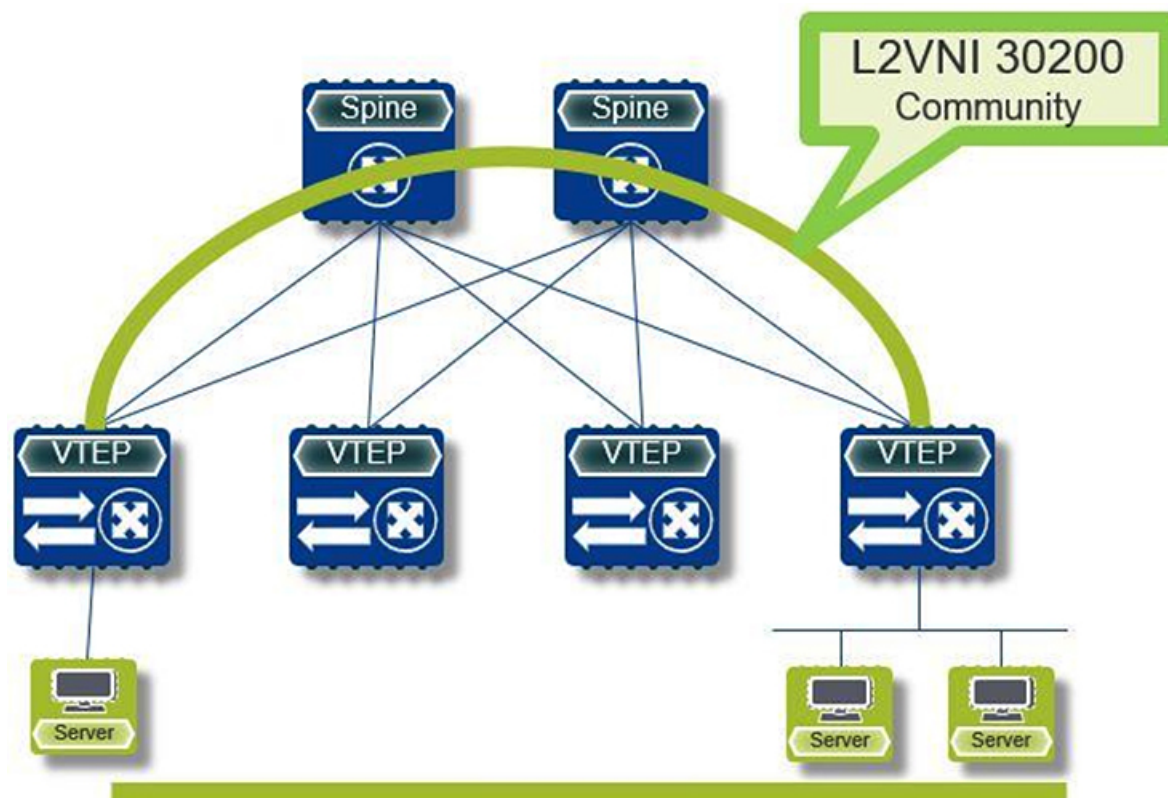 L2VNI 30200
Community
Spine
Spine
VTEP
VTEP
VTEP
VTEP
Server
Server
Server